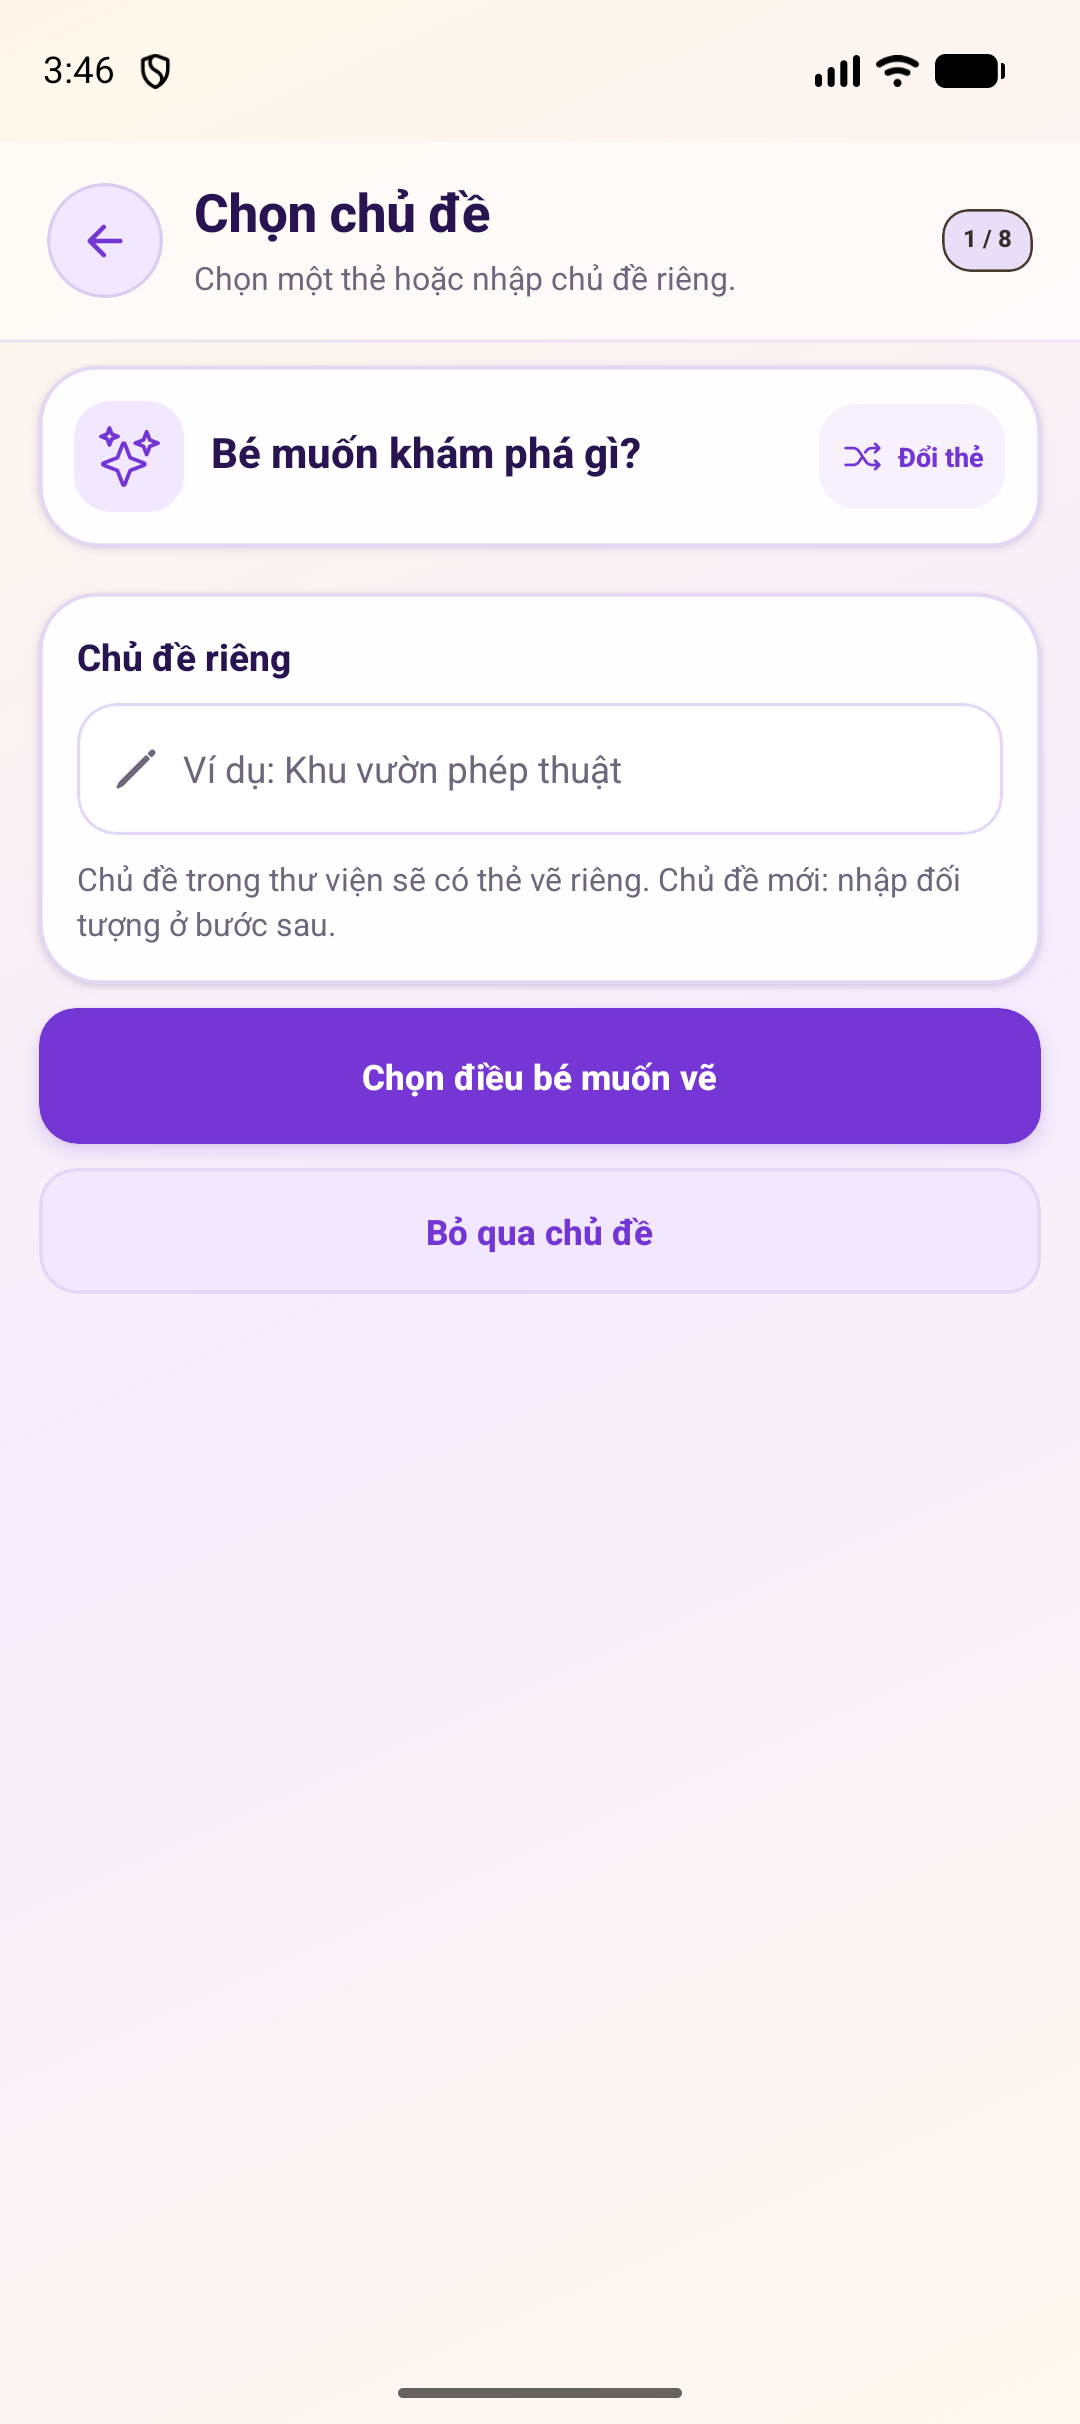 3:46
Chọn chủ đề
Chọn một thẻ hoặc nhập chủ đề riêng.
1 / 8
Bé muốn khám phá gì?
Đổi thẻ
Chủ đề riêng
Ví dụ: Khu vườn phép thuật
Chủ đề trong thư viện sẽ có thẻ vẽ riêng. Chủ đề mới: nhập đối
tượng ở bước sau.
Chọn điều bé muốn vẽ
Bỏ qua chủ đề